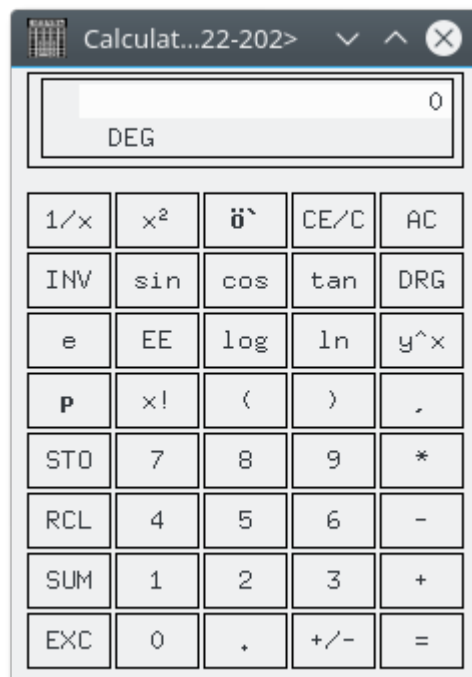 Calculat...22-202>
0
DEG
1/x x² ö` CE/C AC
INV sin cos tan DRG
e EE log ln y^x
p x! ( ) ,
STO 7 8 9 *
RCL 4 5 6 -
SUM 1 2 3 +
EXC 0 . +/- =